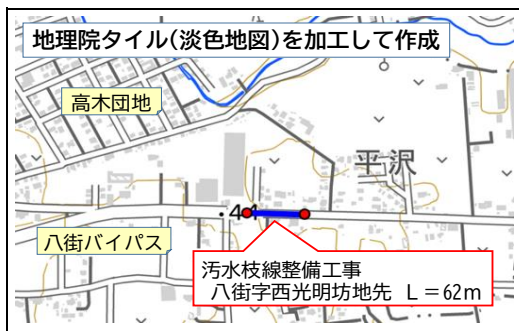 地理院タイル(淡色地図)を加工して作成
高木団地
平沢
・44
八街バイパス
汚水枝線整備工事
八街字西光明坊地先 L=62m